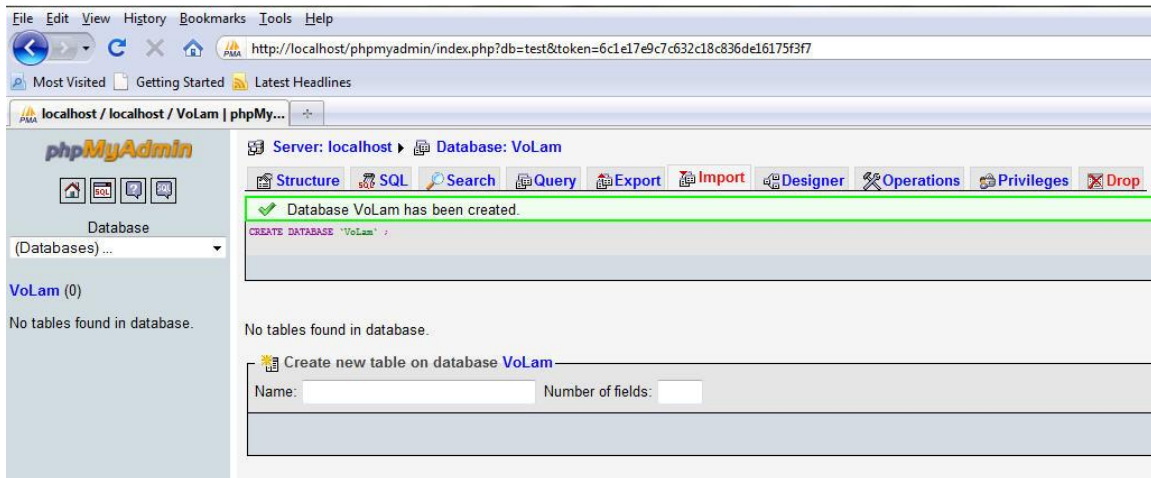 File Edit View History Bookmarks Tools Help
PMA http://localhost/phpmyadmin/index.php?db=test&token=6c1e17e9c7c632c18c836de16175f3f7
Most Visited Getting Started Latest Headlines
PMA localhost / localhost / VoLam | phpMy...
phpMyAdmin
Server: localhost Database: VoLam
Structure SQL Search Query Export Import Designer Operations Privileges Drop
SQL
Database VoLam has been created.
Database
CREATE DATABASE `VoLam` ;
(Databases) ...
VoLam (0)
No tables found in database.
No tables found in database.
Create new table on database VoLam
Name: Number of fields: